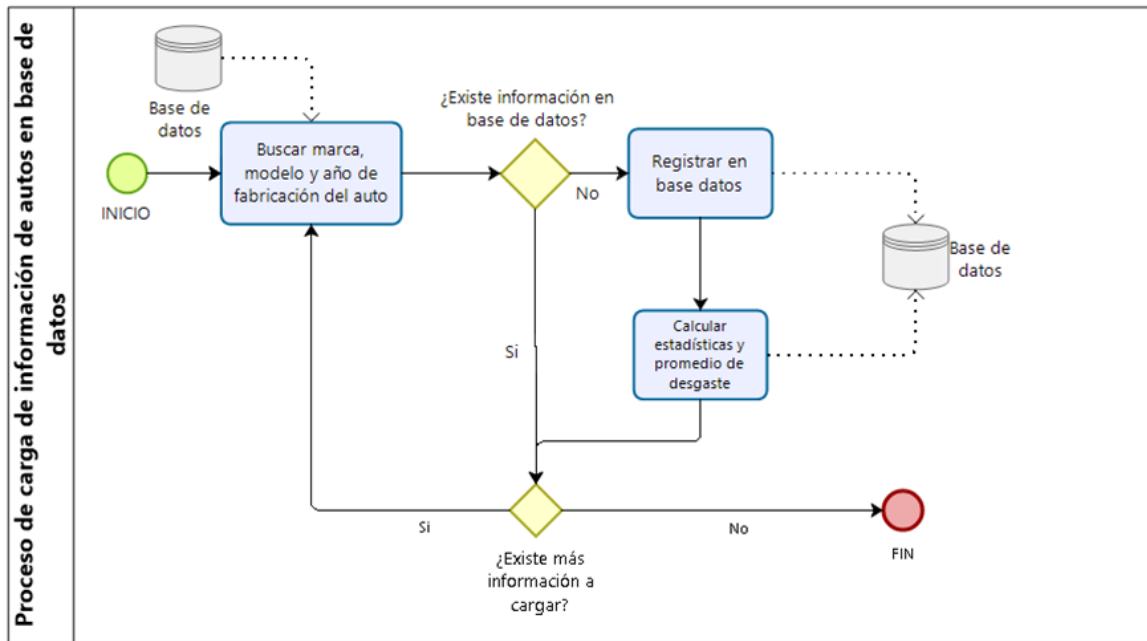 Proceso de carga de información de autos en base de
datos
Base de
datos
INICIO
Buscar marca,
modelo y año de
fabricación del auto
¿Existe información en
base de datos?
No
Registrar en
base datos
Base de
datos
Si
Calcular
estadísticas y
promedio de
desgaste
Si
¿Existe más
información a
cargar?
No
FIN